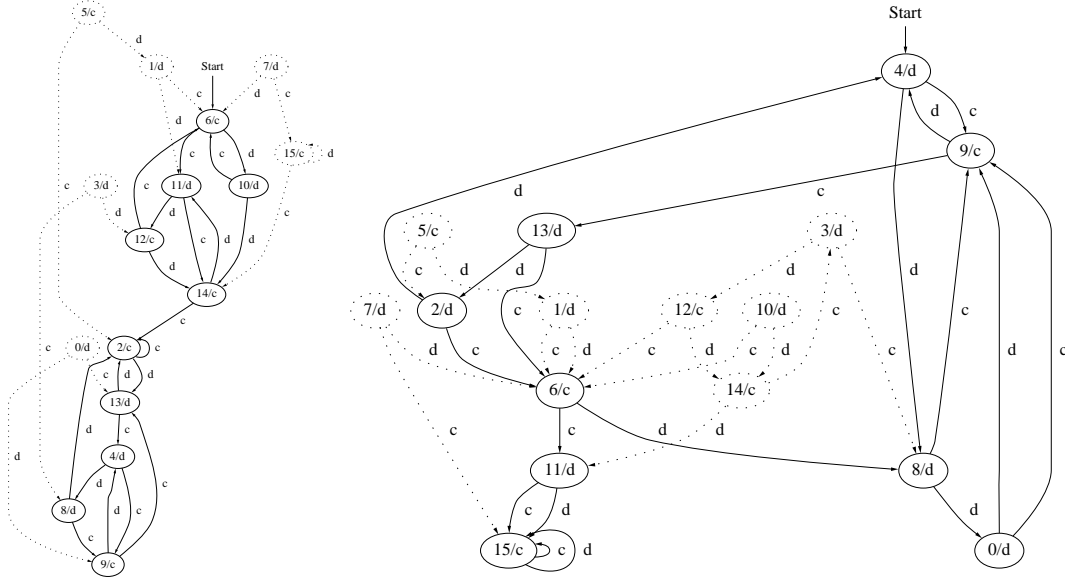 5/c
d
Start
1/d 7/d
c d c
d 6/c
c c d 15/c d
c 3/d c 11/d 10/d
d d c
12/c c d d
d
14/c
c
c 0/d 2/c c
c d d
13/d
d c
d 4/d
d c
8/d d c
c
9/c
Start
4/d
d c
9/c
d c
5/c 13/d 3/d
c d d d d
7/d 2/d 1/d 12/c 10/d c c
d c c d c d d c d c
6/c 14/c
c c d d
11/d 8/d
c d d
15/c c d 0/d